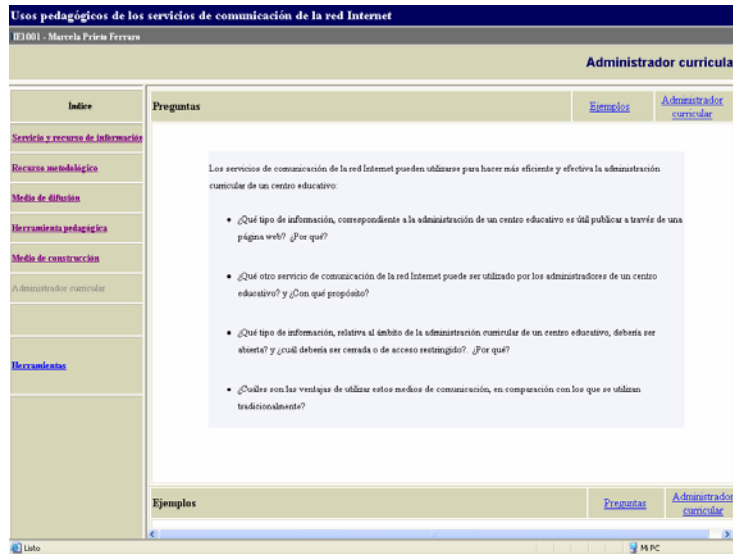 Usos pedagógicos de los servicios de comunicación de la red Internet
IE1001 - Marcela Prieto Ferraro
Administrador curricula
Índice
Preguntas
Ejemplos
Administrador
curricular
Servicio y recurso de información
Recurso metodológico
Medio de difusión
Herramienta pedagógica
Medio de construcción
Administrador curricular
Herramientas
Los servicios de comunicación de la red Internet pueden utilizarse para hacer más eficiente y efectiva la administración
curricular de un centro educativo:
• ¿Qué tipo de información, correspondiente a la administración de un centro educativo es útil publicar a través de una
página web? ¿Por qué?
• ¿Qué otro servicio de comunicación de la red Internet puede ser utilizado por los administradores de un centro
educativo? y ¿Con qué propósito?
• ¿Qué tipo de información, relativa al ámbito de la administración curricular de un centro educativo, debería ser
abierta? y ¿cuál debería ser cerrada o de acceso restringido?. ¿Por qué?
• ¿Cuáles son las ventajas de utilizar estos medios de comunicación, en comparación con los que se utilizan
tradicionalmente?
Ejemplos
Preguntas
Administrador
curricular
Listo
Mi PC